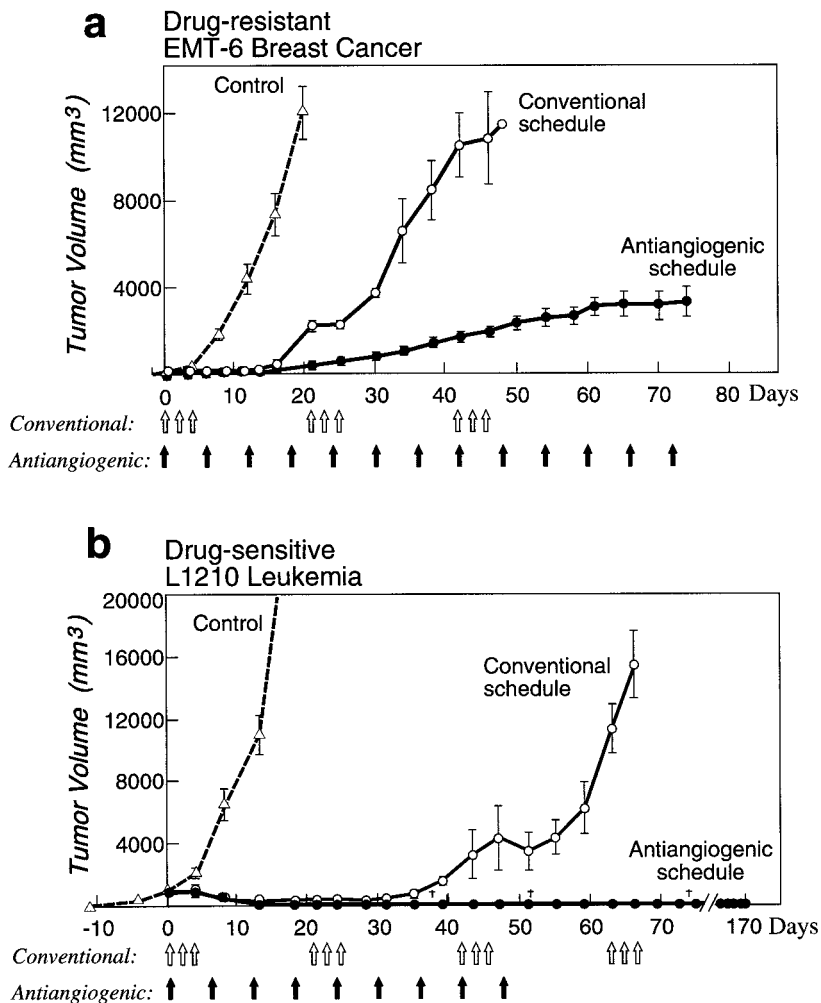 a
Drug-resistant
EMT-6 Breast Cancer
Tumor Volume (mm3)
12000
8000
4000
Control
Conventional
schedule
Antiangiogenic
schedule
0 10 20 30 40 50 60 70 80 Days
Conventional:
Antiangiogenic:
b
Drug-sensitive
L1210 Leukemia
Tumor Volume (mm3)
20000
16000
12000
8000
4000
Control
Conventional
schedule
Antiangiogenic
schedule
† † †
-10 0 10 20 30 40 50 60 70 170 Days
Conventional:
Antiangiogenic: